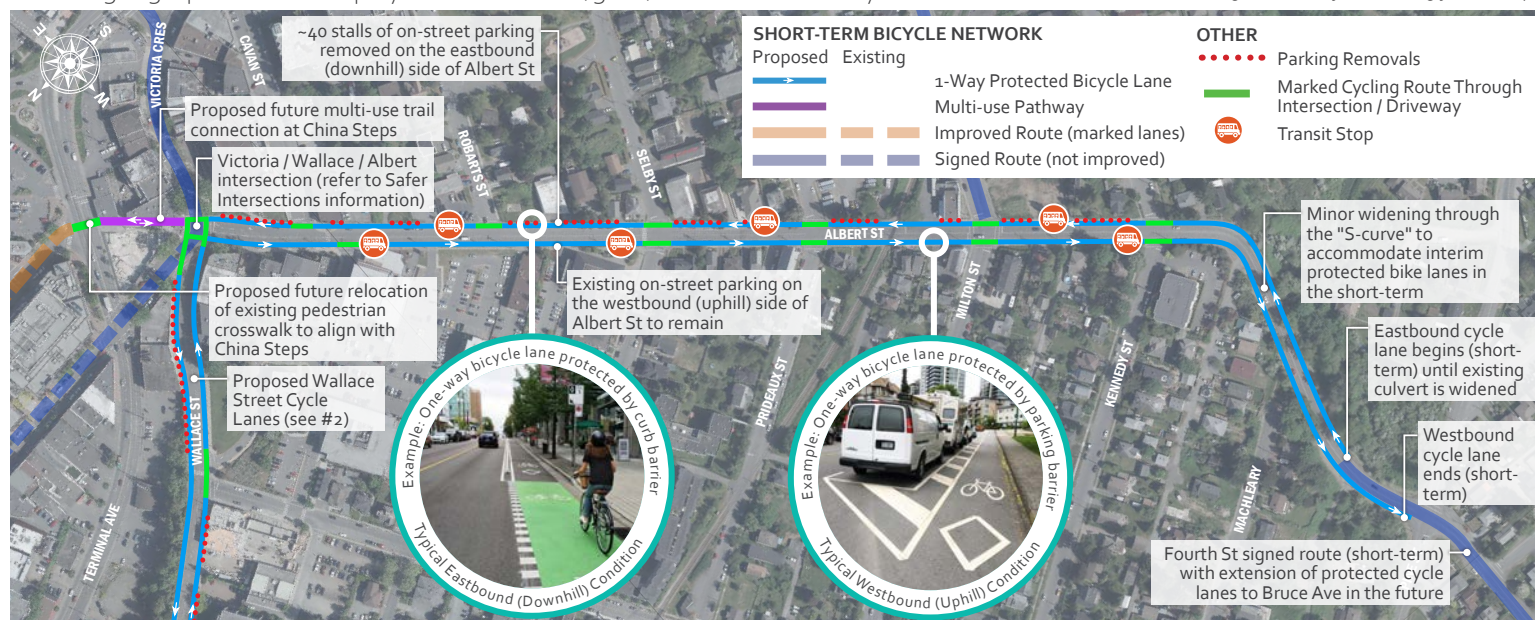 VICTORIA CRES
CAVAN ST
~40 stalls of on-street parking
removed on the eastbound
(downhill) side of Albert St
SHORT-TERM BICYCLE NETWORK
Proposed Existing
1-Way Protected Bicycle Lane
Multi-use Pathway
Improved Route (marked lanes)
Signed Route (not improved)
OTHER
Parking Removals
Marked Cycling Route Through
Intersection / Driveway
Transit Stop
E
S
N
W
Proposed future multi-use trail
connection at China Steps
Victoria / Wallace / Albert
intersection (refer to Safer
Intersections information)
ROBARTS ST
SELBY ST
ALBERT ST
Minor widening through
the "S-curve" to
accommodate interim
protected bike lanes in
the short-term
Proposed future relocation
of existing pedestrian
crosswalk to align with
China Steps
Existing on-street parking on
the westbound (uphill) side of
Albert St to remain
MILTON ST
Eastbound cycle
lane begins (short-
term) until existing
culvert is widened
Proposed Wallace
Street Cycle
Lanes (see #2)
WALLACE ST
PRIDEAUX ST
KENNEDY ST
Example: One-way bicycle lane protected by curb barrier
Typical Eastbound (Downhill) Condition
Example: One-way bicycle lane protected by parking barrier
Typical Westbound (Uphill) Condition
Westbound
cycle lane
ends (short-
term)
TERMINAL AVE
MACHLEARY
Fourth St signed route (short-term)
with extension of protected cycle
lanes to Bruce Ave in the future